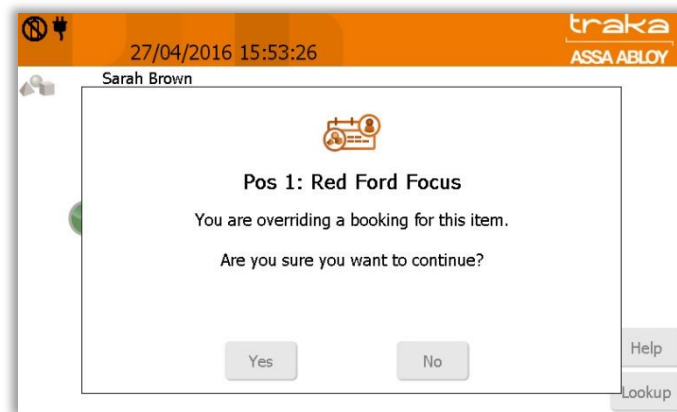 traka
27/04/2016 15:53:26
ASSA ABLOY
Sarah Brown
Pos 1: Red Ford Focus
You are overriding a booking for this item.
Are you sure you want to continue?
Yes
No
Help
Lookup